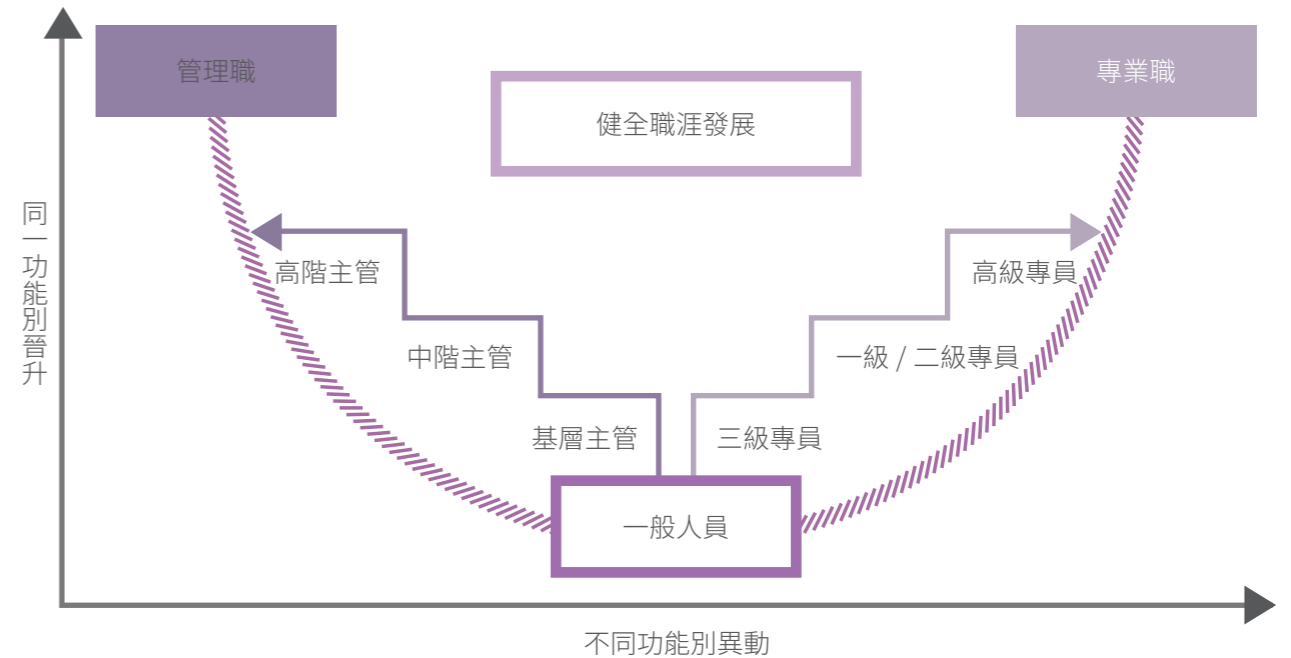 管理職
專業職
健全職涯發展
同一功能別晉升
高階主管
高級專員
中階主管
一級 / 二級專員
基層主管
三級專員
一般人員
不同功能別異動